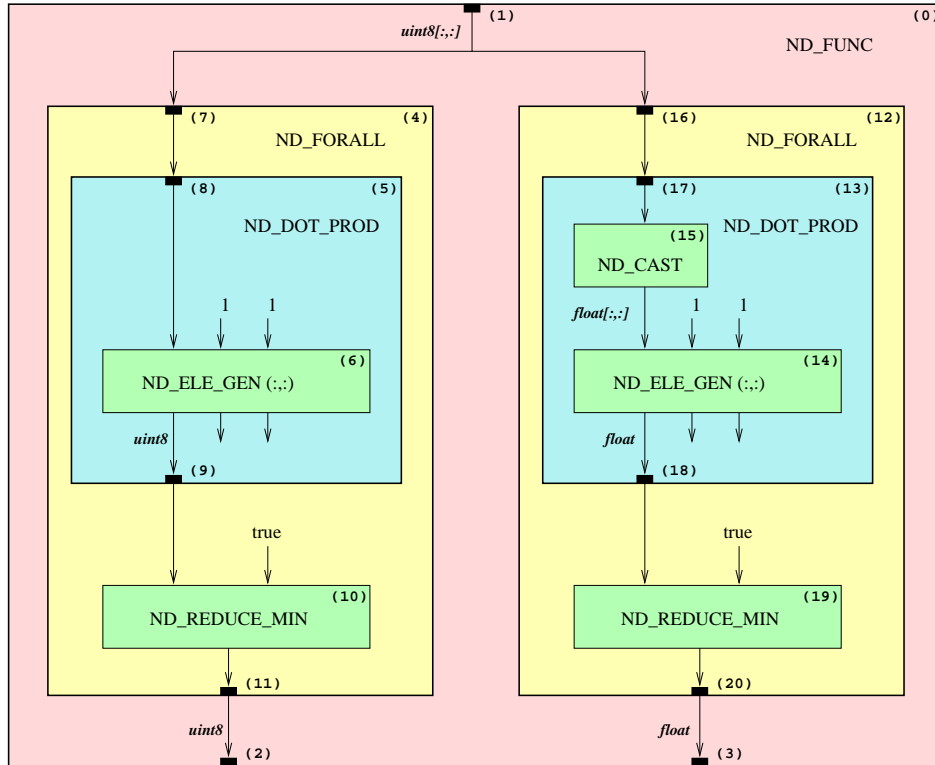 (1) (0)
uint8[:,:]
ND_FUNC
(7) (4) (16) (12)
ND_FORALL ND_FORALL
(8) (5) (17) (13)
ND_DOT_PROD ND_DOT_PROD
(15)
ND_CAST
1 1 float[:,:] 1 1
(6) (14)
ND_ELE_GEN (:,:) ND_ELE_GEN (:,:)
uint8 float
(9) (18)
true true
(10) (19)
ND_REDUCE_MIN ND_REDUCE_MIN
(11) (20)
uint8 float
(2) (3)